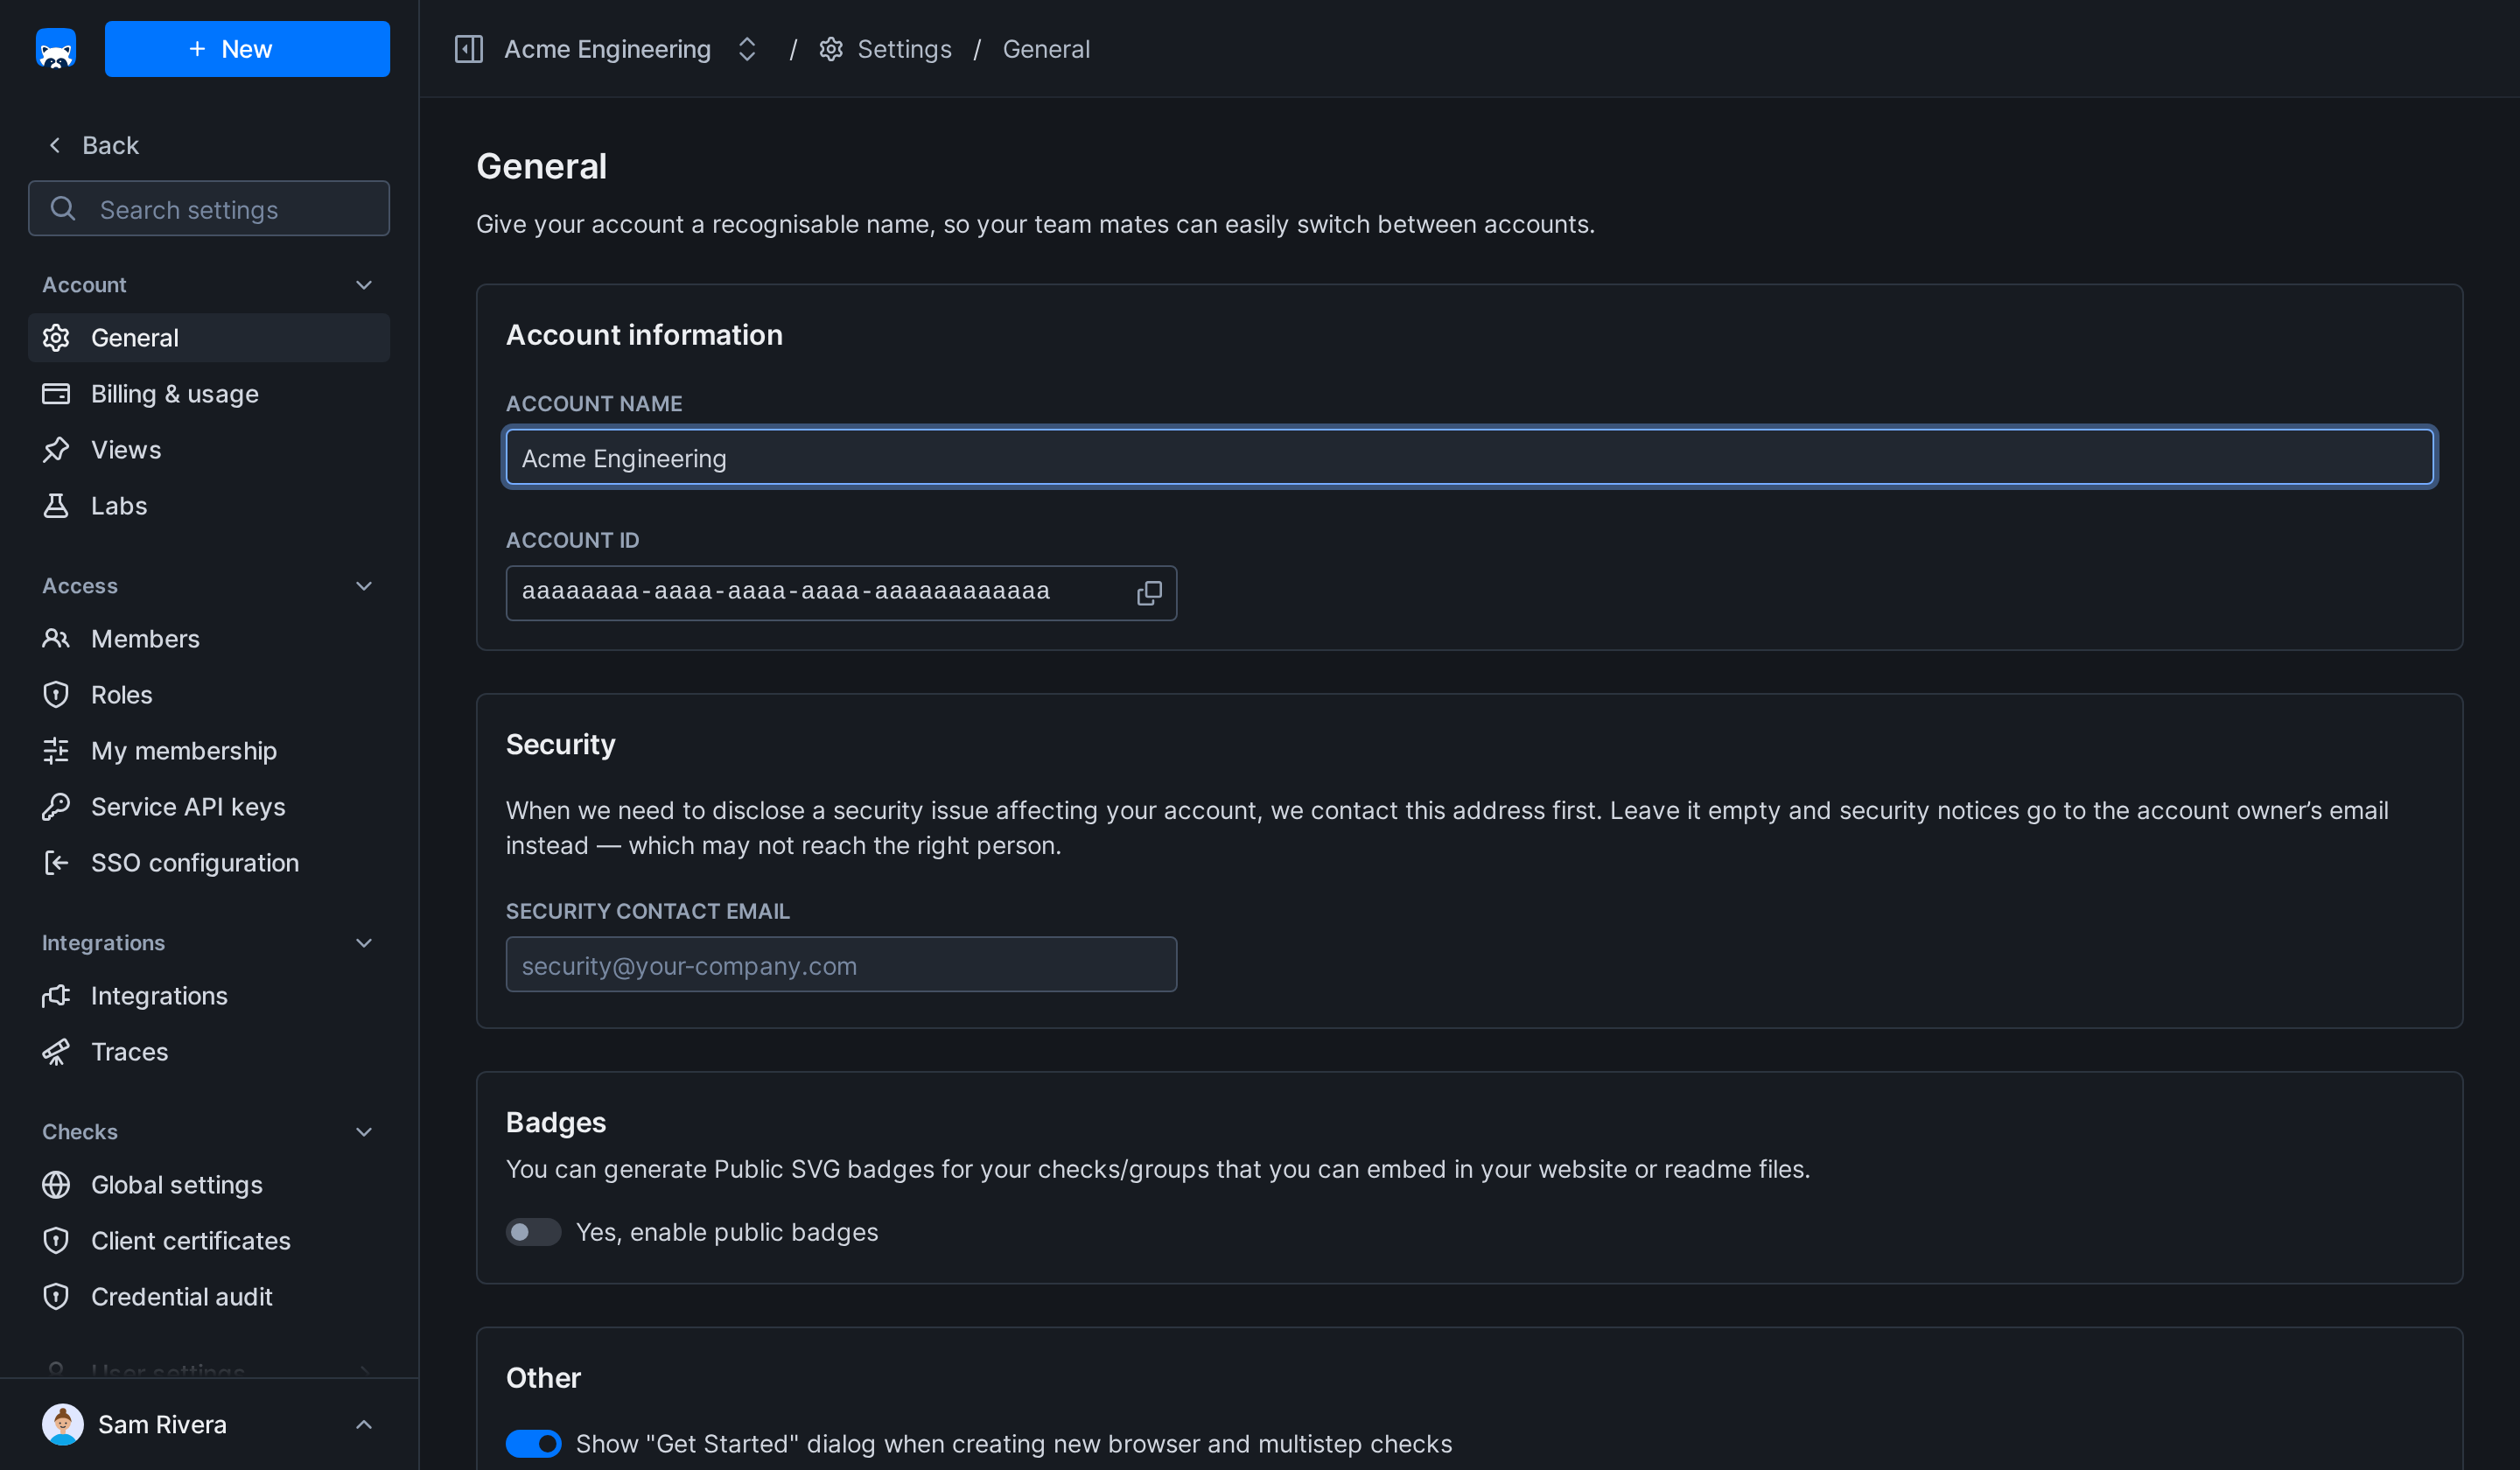 New
Back
Search settings
Account
General
Billing & usage
Views
Labs
Access
Members
Roles
My membership
Service API keys
SSO configuration
Integrations
Integrations
Traces
Checks
Global settings
Client certificates
Credential audit
User settings
Sam Rivera
Acme Engineering / Settings / General
General
Give your account a recognisable name, so your team mates can easily switch between accounts.
Account information
ACCOUNT NAME
Acme Engineering
ACCOUNT ID
aaaaaaaa-aaaa-aaaa-aaaa-aaaaaaaaaaaa
Security
When we need to disclose a security issue affecting your account, we contact this address first. Leave it empty and security notices go to the account owner’s email
instead — which may not reach the right person.
SECURITY CONTACT EMAIL
security@your-company.com
Badges
You can generate Public SVG badges for your checks/groups that you can embed in your website or readme files.
Yes, enable public badges
Other
Show "Get Started" dialog when creating new browser and multistep checks